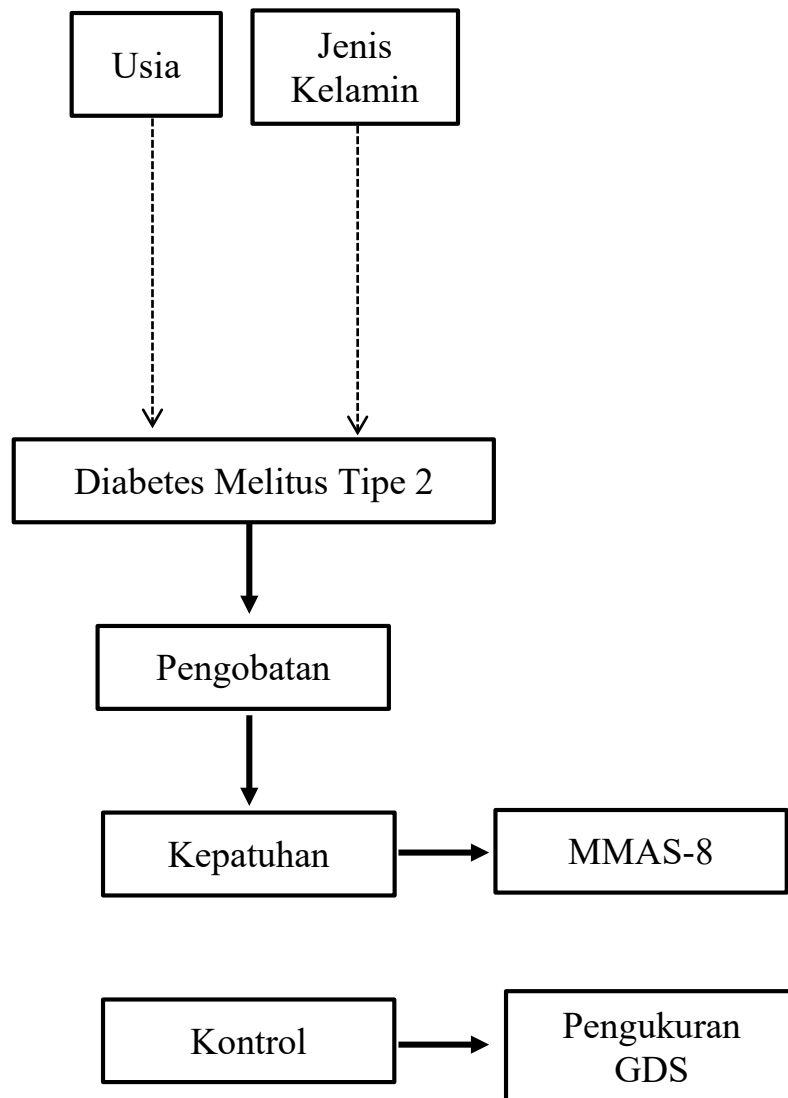 Usia
Jenis
Kelamin
Diabetes Melitus Tipe 2
Pengobatan
Kepatuhan
MMAS-8
Kontrol
Pengukuran
GDS